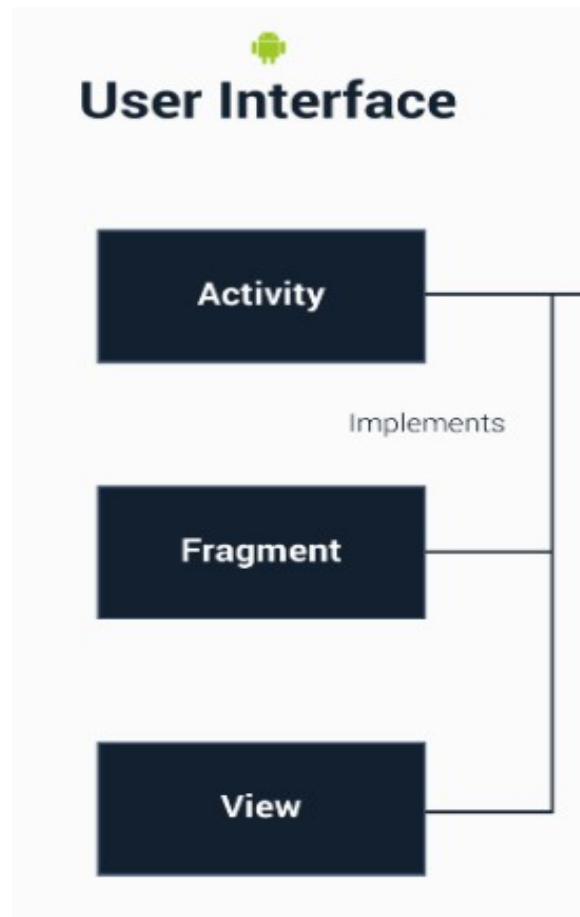 User Interface
Activity
Implements
Fragment
View